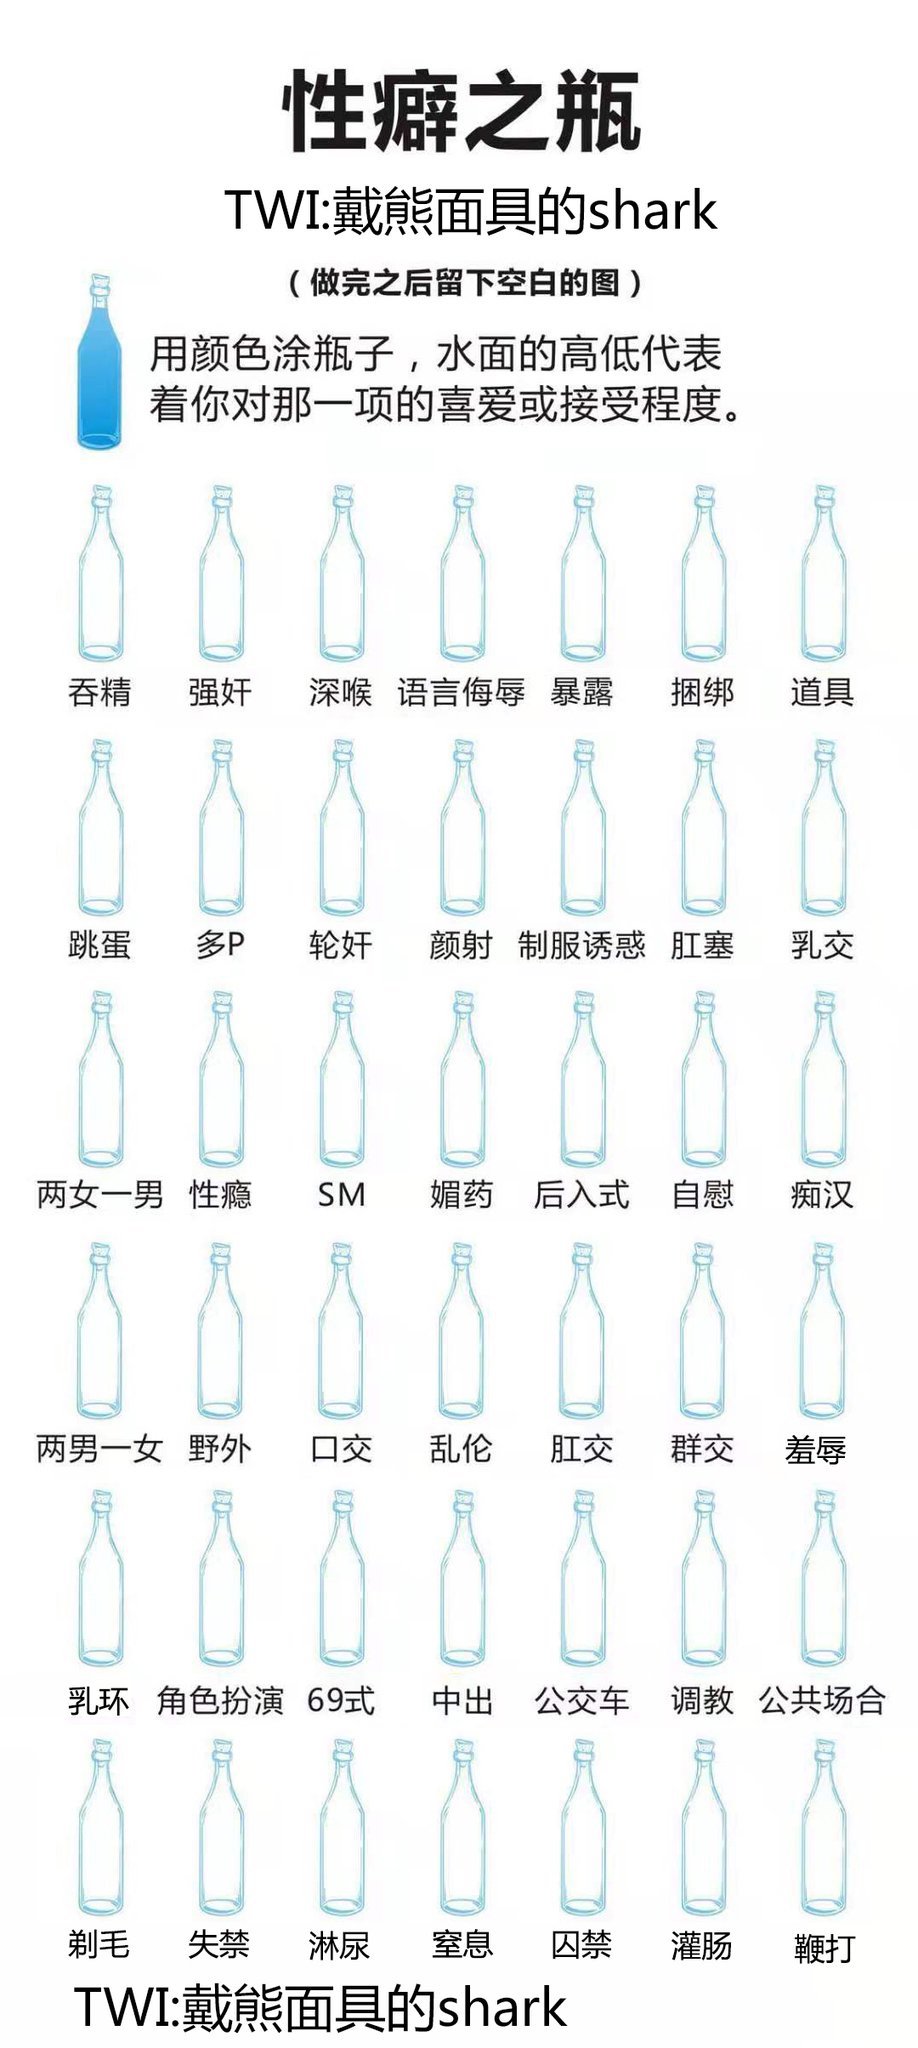 性癖之瓶
TWI:戴熊面具的shark
（做完之后留下空白的图）
用颜色涂瓶子，水面的高低代表
着你对那一项的喜爱或接受程度。
吞精 强奸 深喉 语言侮辱 暴露 捆绑 道具
跳蛋 多P 轮奸 颜射 制服诱惑 肛塞 乳交
两女一男 性瘾 SM 媚药 后入式 自慰 痴汉
两男一女 野外 口交 乱伦 肛交 群交 羞辱
乳环 角色扮演 69式 中出 公交车 调教 公共场合
剃毛 失禁 淋尿 窒息 囚禁 灌肠 鞭打
TWI:戴熊面具的shark